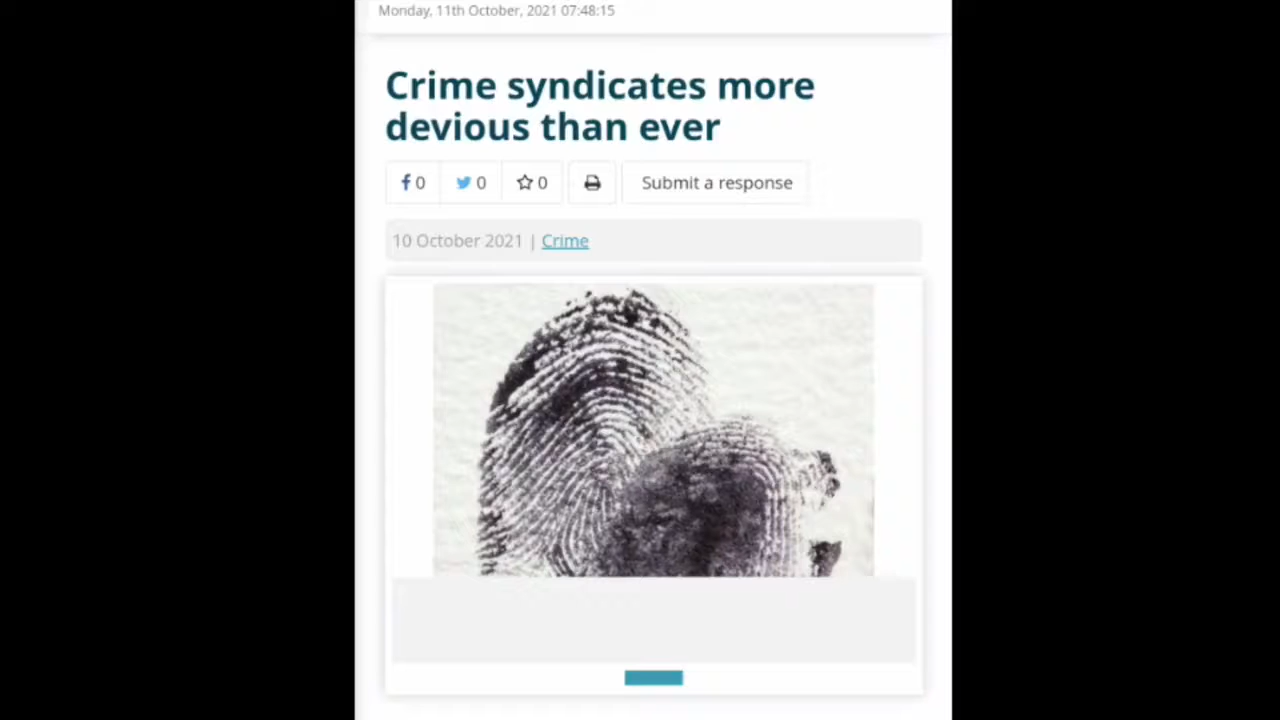 Monday, 11th October, 2021 07:48:15
Crime syndicates more
devious than ever
0 0 0 Submit a response
10 October 2021 | Crime